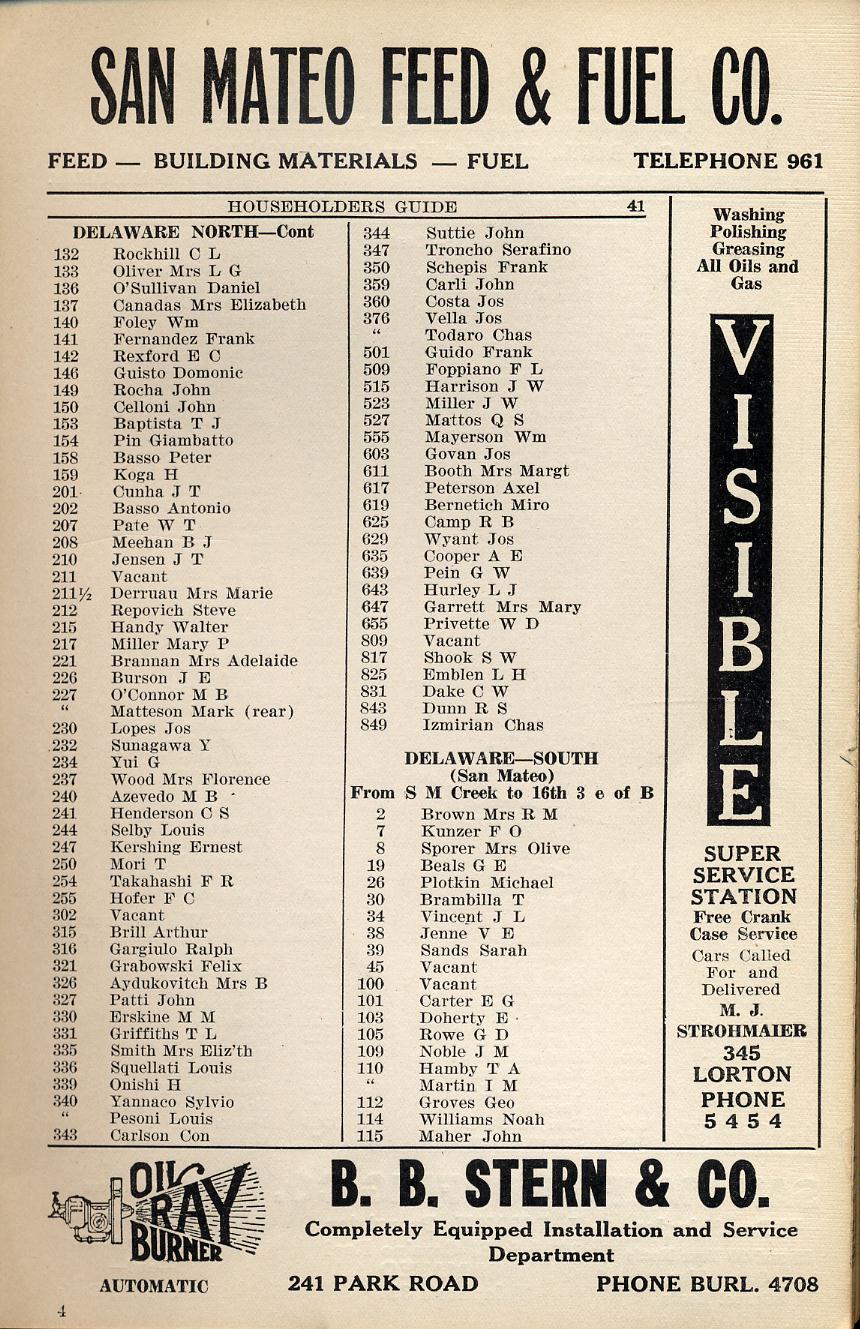 SAN MATEO FEED & FUEL CO.
FEED — BUILDING MATERIALS — FUEL TELEPHONE 961
HOUSEHOLDERS GUIDE 41
DELAWARE NORTH—Cont
132 Rockhill C L
133 Oliver Mrs L G
136 O'Sullivan Daniel
137 Canadas Mrs Elizabeth
140 Foley Wm
141 Fernandez Frank
142 Rexford E C
146 Guisto Domonic
149 Rocha John
150 Celloni John
153 Baptista T J
154 Pin Giambatto
158 Basso Peter
159 Koga H
201 Cunha J T
202 Basso Antonio
207 Pate W T
208 Meehan B J
210 Jensen J T
211 Vacant
211½ Derruau Mrs Marie
212 Repovich Steve
215 Handy Walter
217 Miller Mary P
221 Brannan Mrs Adelaide
226 Burson J E
227 O'Connor M B
" Matteson Mark (rear)
230 Lopes Jos
232 Sunagawa Y
234 Yui G
237 Wood Mrs Florence
240 Azevedo M B
241 Henderson C S
244 Selby Louis
247 Kershing Ernest
250 Mori T
254 Takahashi F R
255 Hofer F C
302 Vacant
315 Brill Arthur
316 Gargiulo Ralph
321 Grabowski Felix
326 Aydukovitch Mrs B
327 Patti John
330 Erskine M M
331 Griffiths T L
335 Smith Mrs Eliz'th
336 Squellati Louis
339 Onishi H
340 Yannaco Sylvio
" Pesoni Louis
343 Carlson Con
344 Suttie John
347 Troncho Serafino
350 Schepis Frank
359 Carli John
360 Costa Jos
376 Vella Jos
" Todaro Chas
501 Guido Frank
509 Foppiano F L
515 Harrison J W
523 Miller J W
527 Mattos Q S
555 Mayerson Wm
603 Govan Jos
611 Booth Mrs Margt
617 Peterson Axel
619 Bernetich Miro
625 Camp R B
629 Wyant Jos
635 Cooper A E
639 Pein G W
643 Hurley L J
647 Garrett Mrs Mary
655 Privette W D
809 Vacant
817 Shook S W
825 Emblen L H
831 Dake C W
843 Dunn R S
849 Izmirian Chas
DELAWARE—SOUTH
(San Mateo)
From S M Creek to 16th 3 e of B
2 Brown Mrs R M
7 Kunzer F O
8 Sporer Mrs Olive
19 Beals G E
26 Plotkin Michael
30 Brambilla T
34 Vincent J L
38 Jenne V E
39 Sands Sarah
45 Vacant
100 Vacant
101 Carter E G
103 Doherty E
105 Rowe G D
109 Noble J M
110 Hamby T A
" Martin I M
112 Groves Geo
114 Williams Noah
115 Maher John
Washing
Polishing
Greasing
All Oils and
Gas
VISIBLE
SUPER
SERVICE
STATION
Free Crank
Case Service
Cars Called
For and
Delivered
M. J.
STROHMAIER
345
LORTON
PHONE
5 4 5 4
OIL
RAY
BURNER
AUTOMATIC
B. B. STERN & CO.
Completely Equipped Installation and Service
Department
241 PARK ROAD PHONE BURL. 4708
4